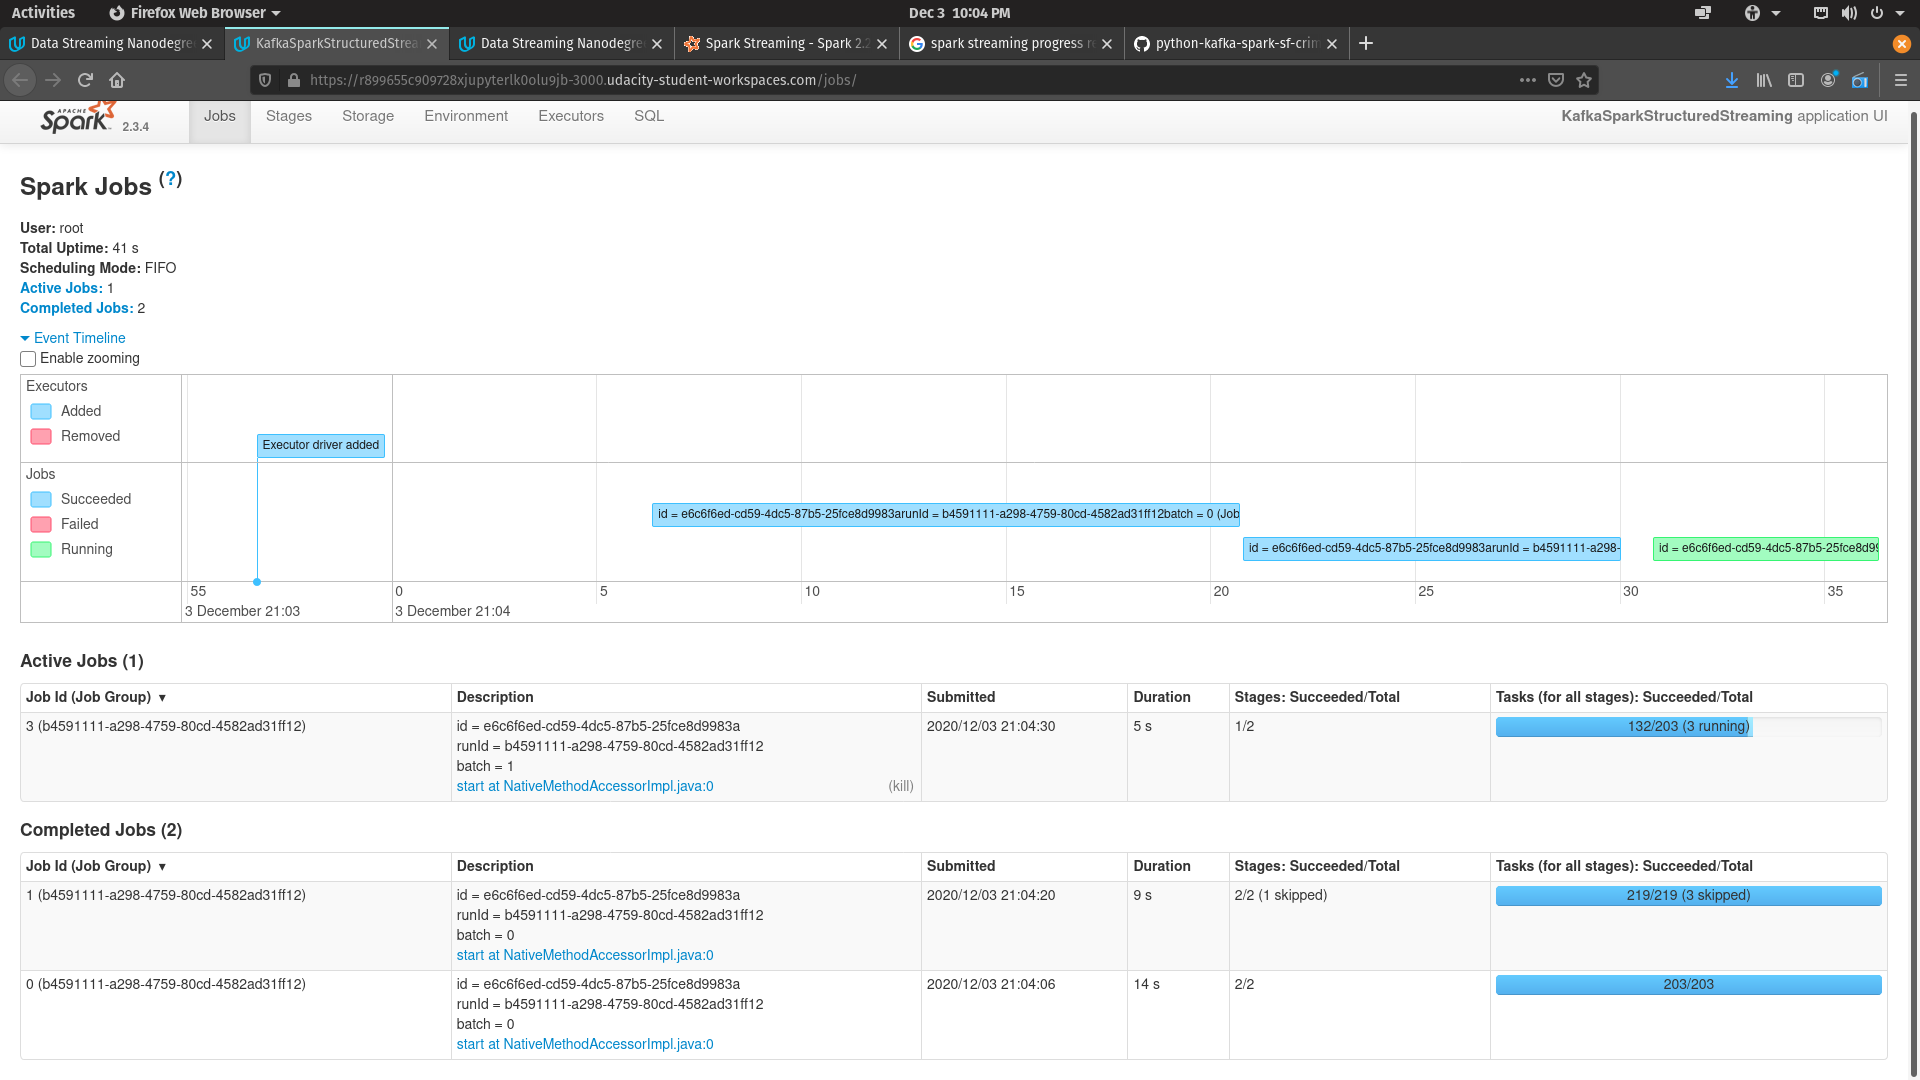 Activities
Firefox Web Browser
Dec 3 10:04 PM
Data Streaming Nanodegre
KafkaSparkStructuredStrea
Data Streaming Nanodegre
Spark Streaming - Spark 2.2
spark streaming progress r
python-kafka-spark-sf-crim
https://r899655c909728xjupyterlk0olu9jb-3000.udacity-student-workspaces.com/jobs/
APACHE Spark 2.3.4
Jobs
Stages
Storage
Environment
Executors
SQL
KafkaSparkStructuredStreaming application UI
Spark Jobs (?)
User: root
Total Uptime: 41 s
Scheduling Mode: FIFO
Active Jobs: 1
Completed Jobs: 2
Event Timeline
Enable zooming
Executors
Added
Removed
Executor driver added
Jobs
Succeeded
Failed
Running
id = e6c6f6ed-cd59-4dc5-87b5-25fce8d9983arunId = b4591111-a298-4759-80cd-4582ad31ff12batch = 0 (Job
id = e6c6f6ed-cd59-4dc5-87b5-25fce8d9983arunId = b4591111-a298-
id = e6c6f6ed-cd59-4dc5-87b5-25fce8d99
55 0 5 10 15 20 25 30 35
3 December 21:03 3 December 21:04
Active Jobs (1)
Job Id (Job Group) ▾ Description Submitted Duration Stages: Succeeded/Total Tasks (for all stages): Succeeded/Total
3 (b4591111-a298-4759-80cd-4582ad31ff12) id = e6c6f6ed-cd59-4dc5-87b5-25fce8d9983a 2020/12/03 21:04:30 5 s 1/2 132/203 (3 running)
runId = b4591111-a298-4759-80cd-4582ad31ff12
batch = 1
start at NativeMethodAccessorImpl.java:0 (kill)
Completed Jobs (2)
Job Id (Job Group) ▾ Description Submitted Duration Stages: Succeeded/Total Tasks (for all stages): Succeeded/Total
1 (b4591111-a298-4759-80cd-4582ad31ff12) id = e6c6f6ed-cd59-4dc5-87b5-25fce8d9983a 2020/12/03 21:04:20 9 s 2/2 (1 skipped) 219/219 (3 skipped)
runId = b4591111-a298-4759-80cd-4582ad31ff12
batch = 0
start at NativeMethodAccessorImpl.java:0
0 (b4591111-a298-4759-80cd-4582ad31ff12) id = e6c6f6ed-cd59-4dc5-87b5-25fce8d9983a 2020/12/03 21:04:06 14 s 2/2 203/203
runId = b4591111-a298-4759-80cd-4582ad31ff12
batch = 0
start at NativeMethodAccessorImpl.java:0